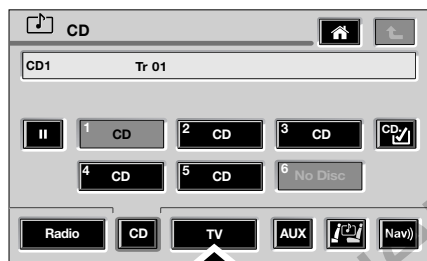 CD
CD1 Tr 01
1 CD 2 CD 3 CD CD
4 CD 5 CD 6 No Disc
Radio CD TV AUX Nav))